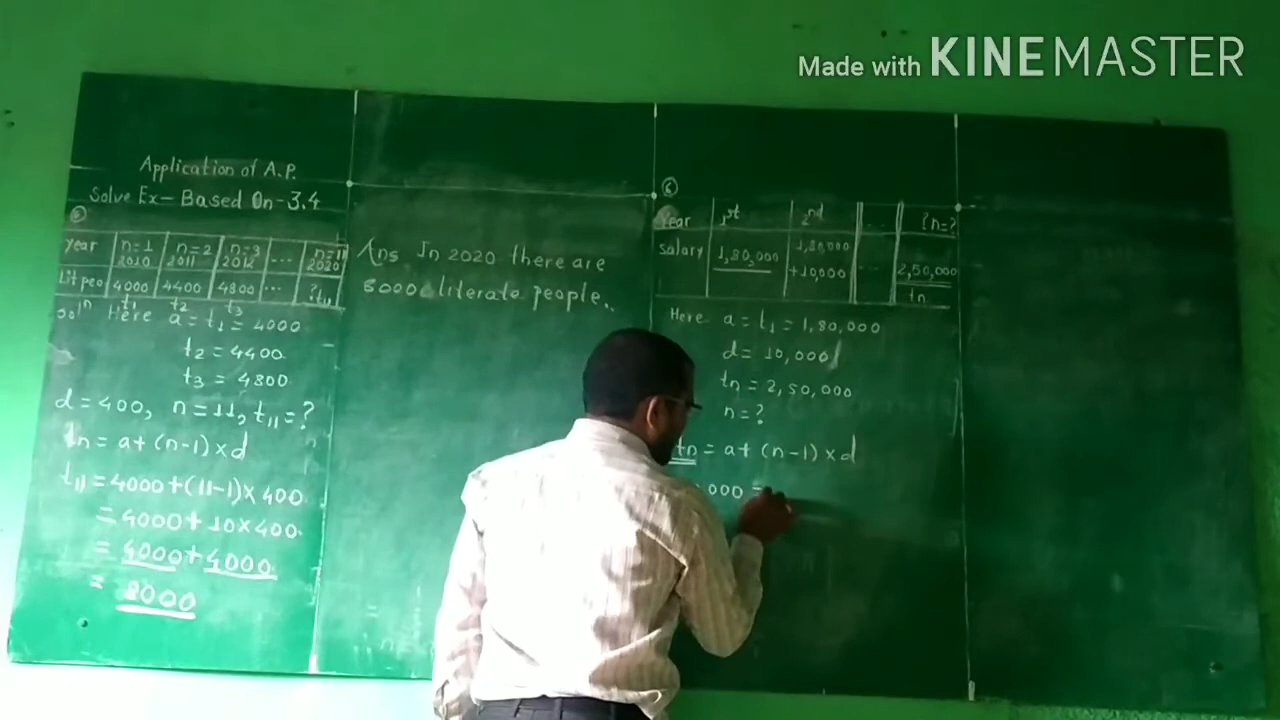 Made with KINEMASTER
Application of A.P.
Solve Ex- Based On-3.4
year n=1 2010 n=2 2011 n=3 2012 ... n=11 2020
Lit peo 4000 4400 4800 ... ?t11
t1 t2 t3
Soln Here a = t1 = 4000
t2 = 4400
t3 = 4800
d = 400, n = 11, t11 = ?
tn = a + (n-1) × d
t11 = 4000 + (11-1) × 400
= 4000 + 10 × 400
= 4000 + 4000
= 8000
Ans In 2020 there are
8000 literate people.
6
Year 1st 2nd ... ?n=?
salary 1,80,000 1,80,000 +10,000 ... 2,50,000
tn
Here a = t1 = 1,80,000
d = 10,000
tn = 2,50,000
n = ?
tn = a + (n-1) × d
000 =